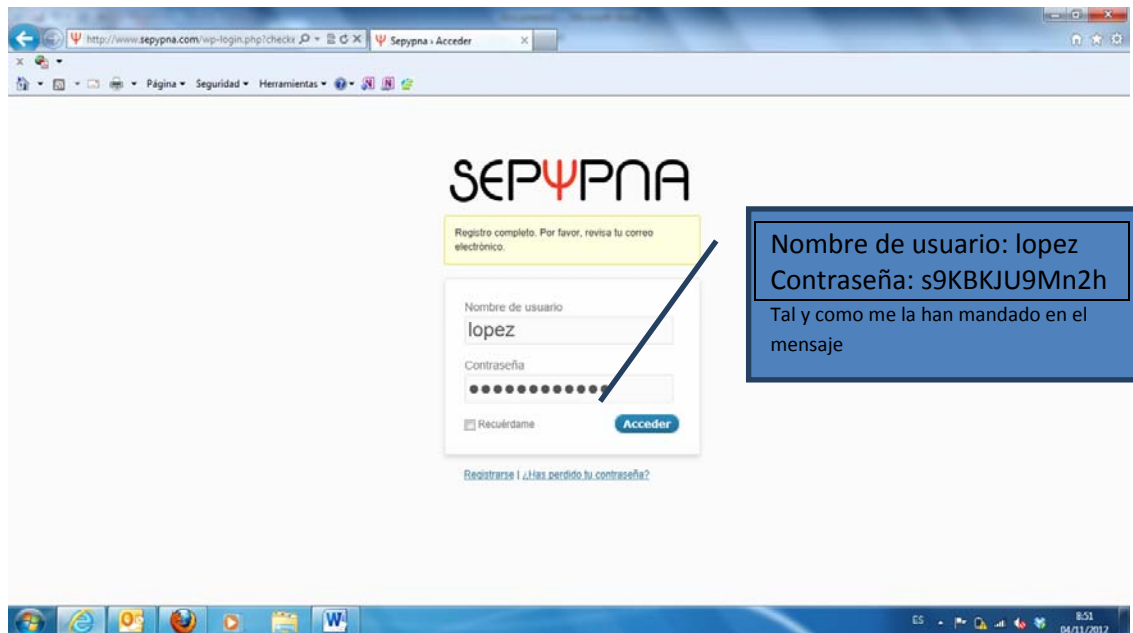 http://www.sepypna.com/wp-login.php?checke
Sepypna › Acceder
Página
Seguridad
Herramientas
SEPΨPNA
Registro completo. Por favor, revisa tu correo
electrónico.
Nombre de usuario
lopez
Contraseña
Recuérdame
Acceder
Registrarse | ¿Has perdido tu contraseña?
Nombre de usuario: lopez
Contraseña: s9KBKJU9Mn2h
Tal y como me la han mandado en el
mensaje
ES
8:51
04/11/2012